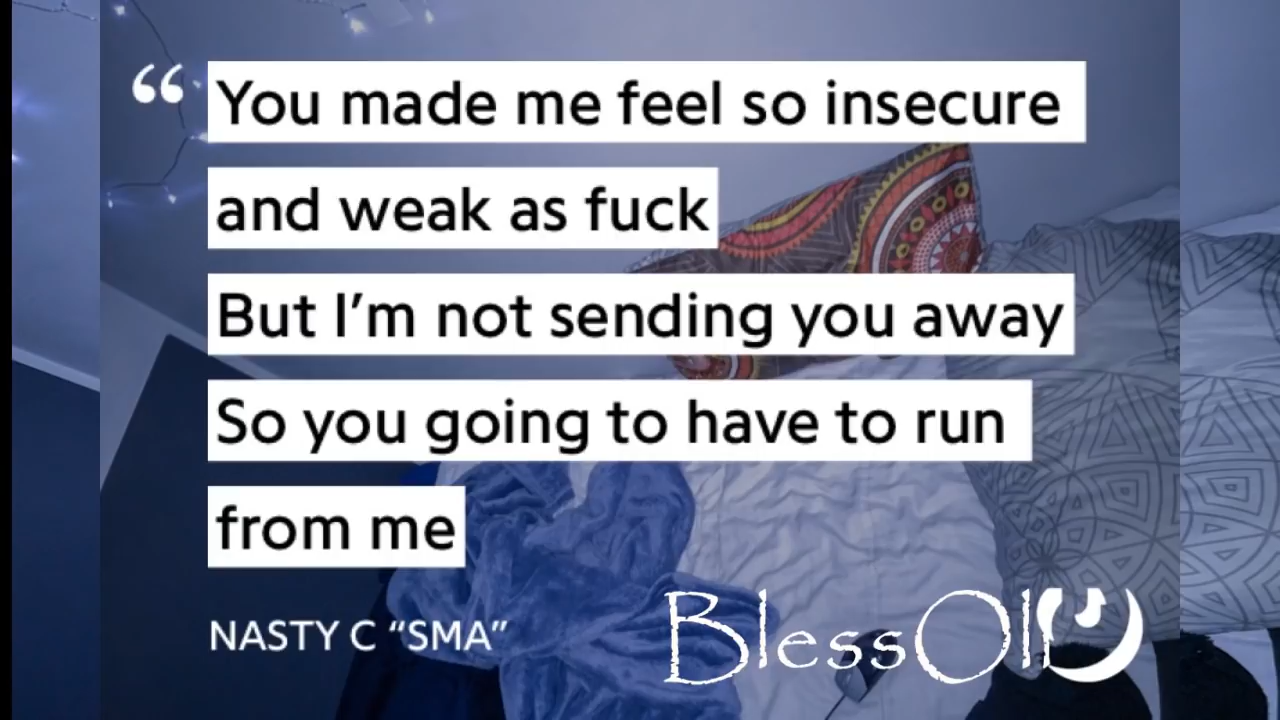 “ You made me feel so insecure
and weak as fuck
But I’m not sending you away
So you going to have to run
from me
NASTY C “SMA”
BlessOll